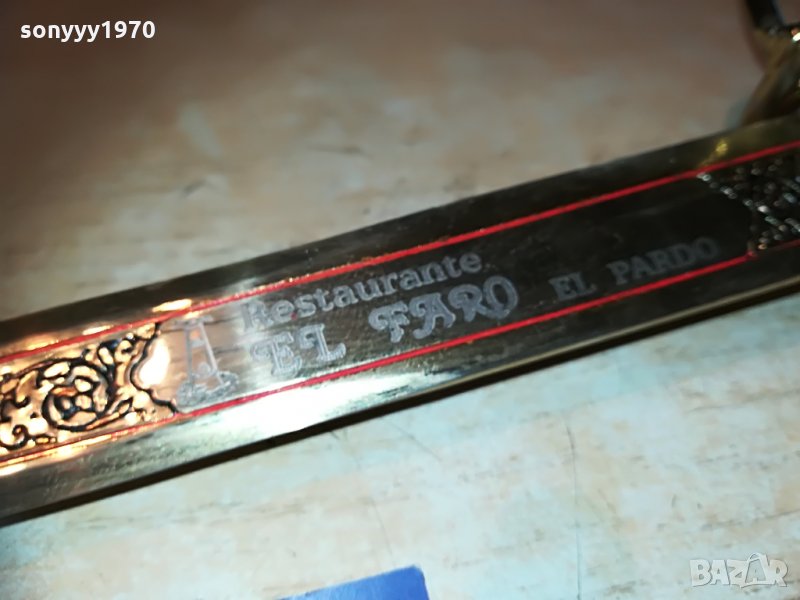 sonyyy1970
Restaurante
EL FARO EL PARDO
BAZAR